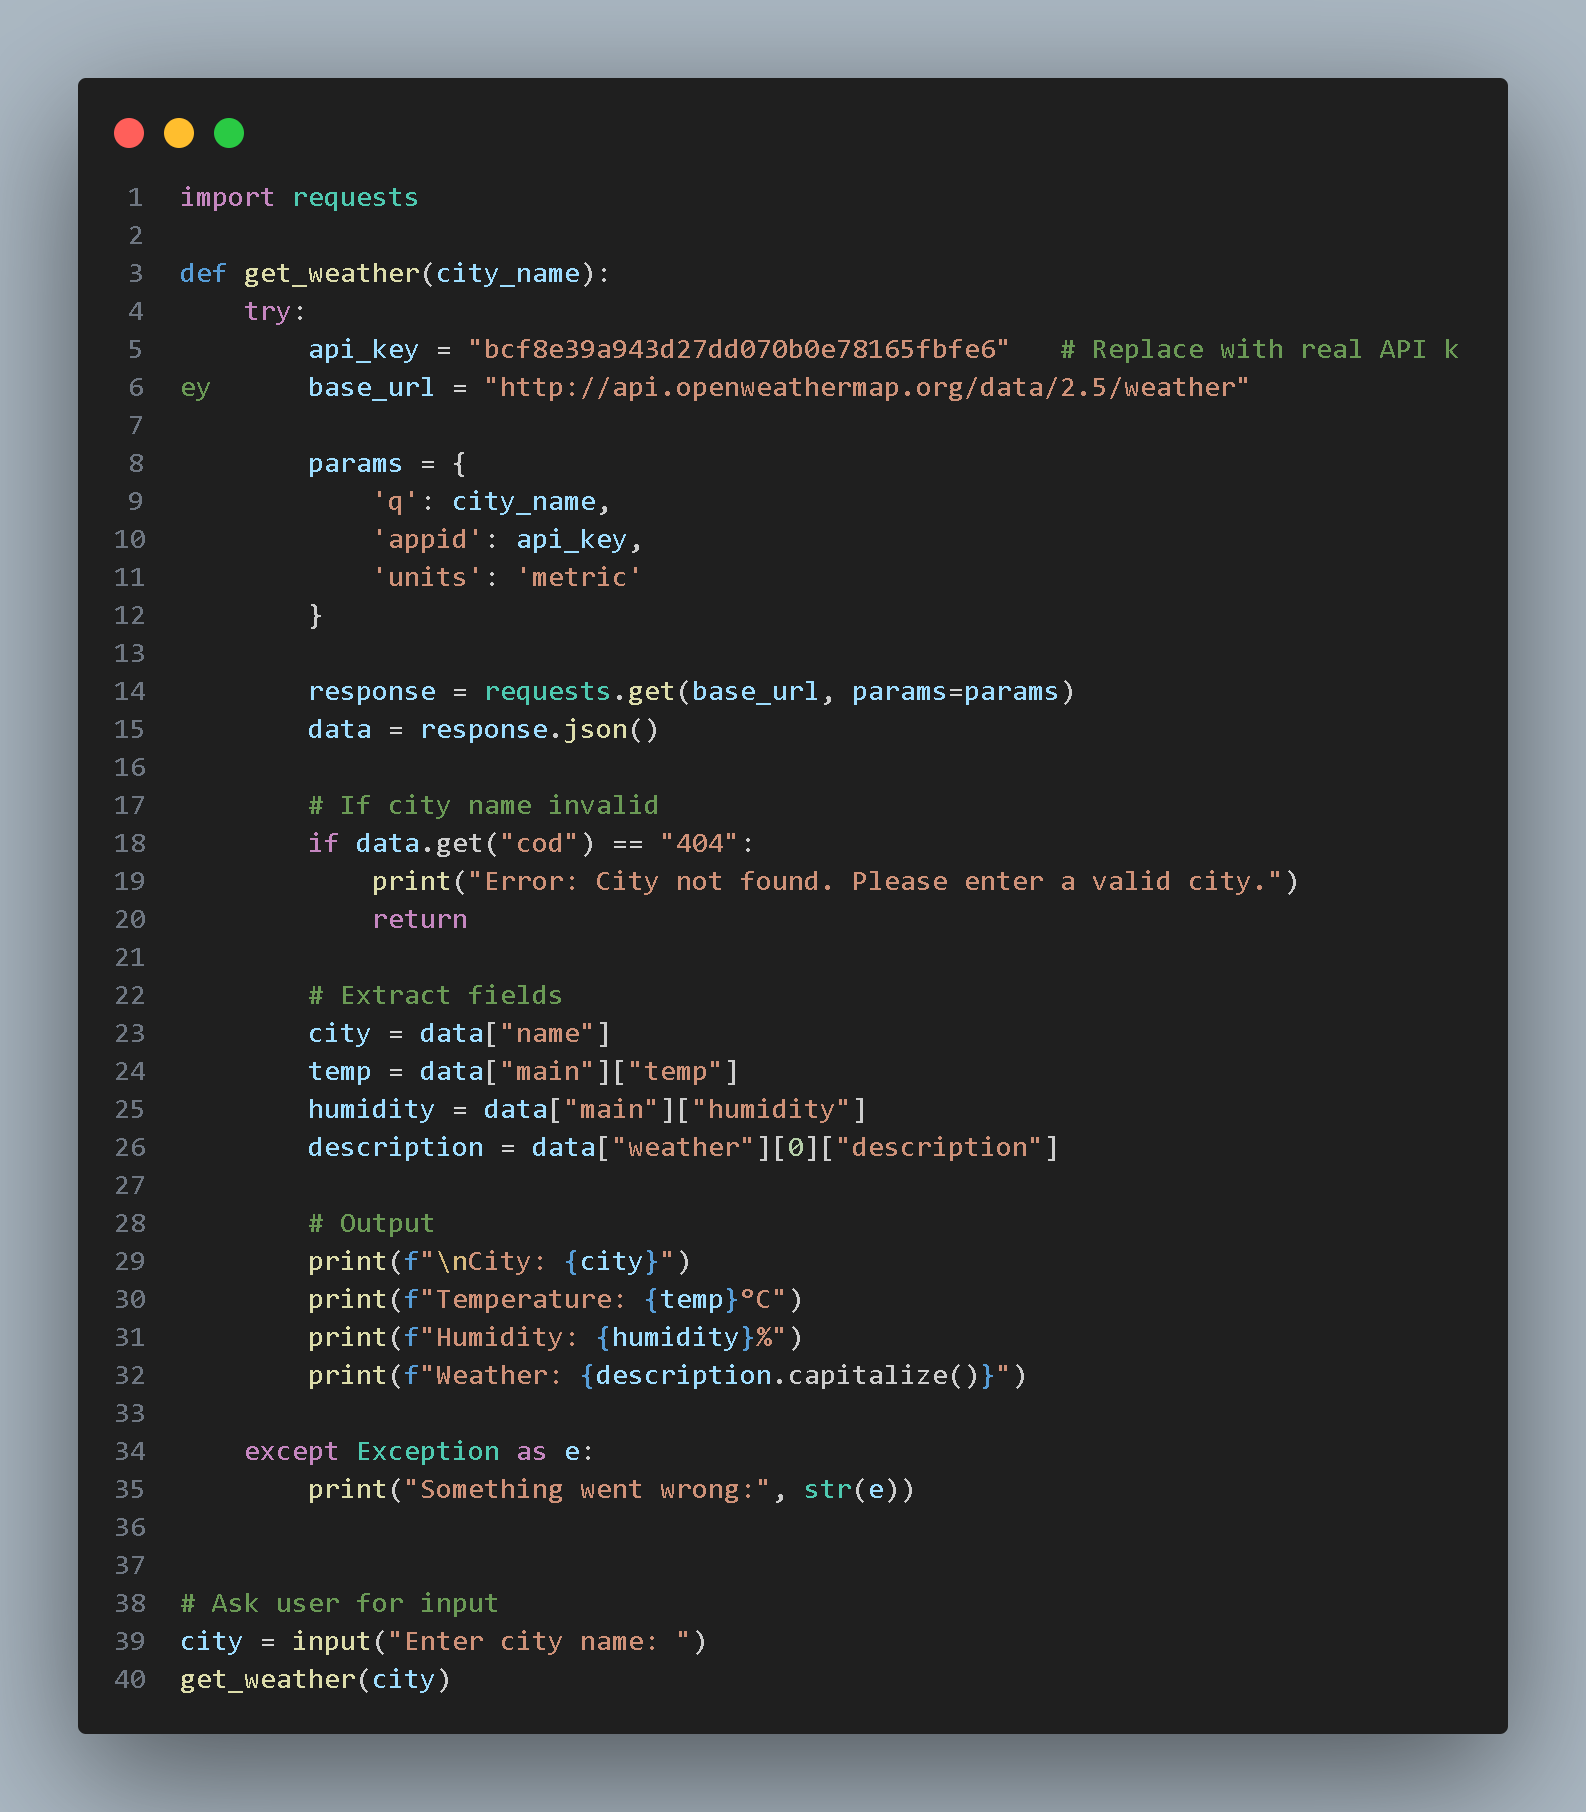 1 import requests
2
3 def get_weather(city_name):
4     try:
5         api_key = "bcf8e39a943d27dd070b0e78165fbfe6"   # Replace with real API k
6 ey      base_url = "http://api.openweathermap.org/data/2.5/weather"
7
8         params = {
9             'q': city_name,
10             'appid': api_key,
11             'units': 'metric'
12         }
13
14         response = requests.get(base_url, params=params)
15         data = response.json()
16
17         # If city name invalid
18         if data.get("cod") == "404":
19             print("Error: City not found. Please enter a valid city.")
20             return
21
22         # Extract fields
23         city = data["name"]
24         temp = data["main"]["temp"]
25         humidity = data["main"]["humidity"]
26         description = data["weather"][0]["description"]
27
28         # Output
29         print(f"\nCity: {city}")
30         print(f"Temperature: {temp}°C")
31         print(f"Humidity: {humidity}%")
32         print(f"Weather: {description.capitalize()}")
33
34     except Exception as e:
35         print("Something went wrong:", str(e))
36
37
38 # Ask user for input
39 city = input("Enter city name: ")
40 get_weather(city)